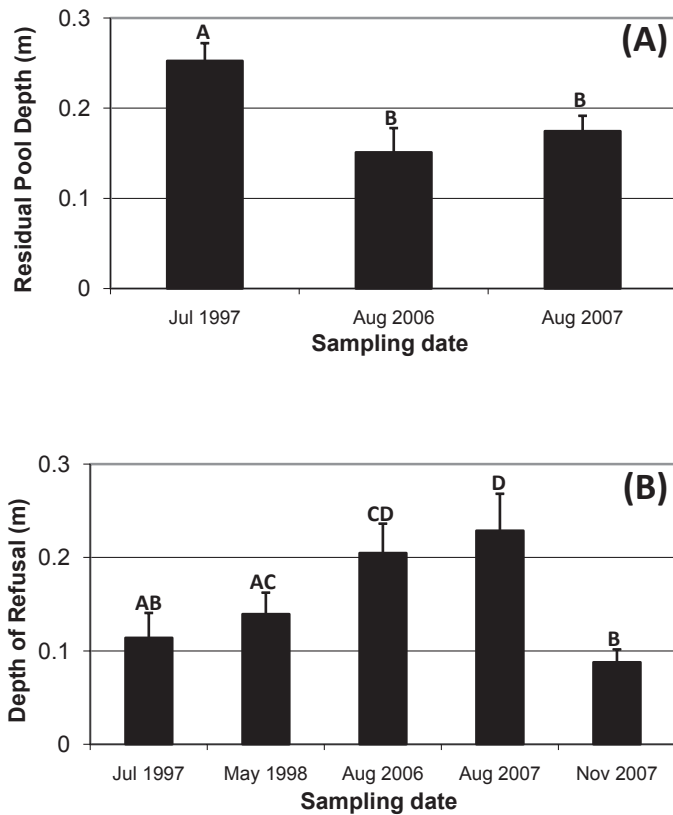 (A)
Residual Pool Depth (m)
0.3
0.2
0.1
0
A
B
B
Jul 1997
Aug 2006
Aug 2007
Sampling date
(B)
Depth of Refusal (m)
0.3
0.2
0.1
0
AB
AC
CD
D
B
Jul 1997
May 1998
Aug 2006
Aug 2007
Nov 2007
Sampling date